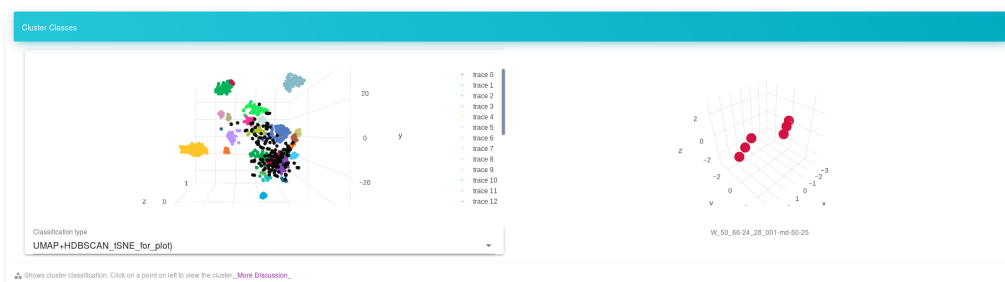 Cluster Classes
trace 0
trace 1
trace 2
trace 3
trace 4
trace 5
trace 6
trace 7
trace 8
trace 9
trace 10
trace 11
trace 12
20
0
−20
y
1
z 0
2
0
−2
z
−2
0
y
−3
−2
−1
0
1
x
W_50_66-24_28_001-md-50-25
Classification type
UMAP+HDBSCAN_tSNE_for_plot)
Shows cluster classification. Click on a point on left to view the cluster._More Discussion_